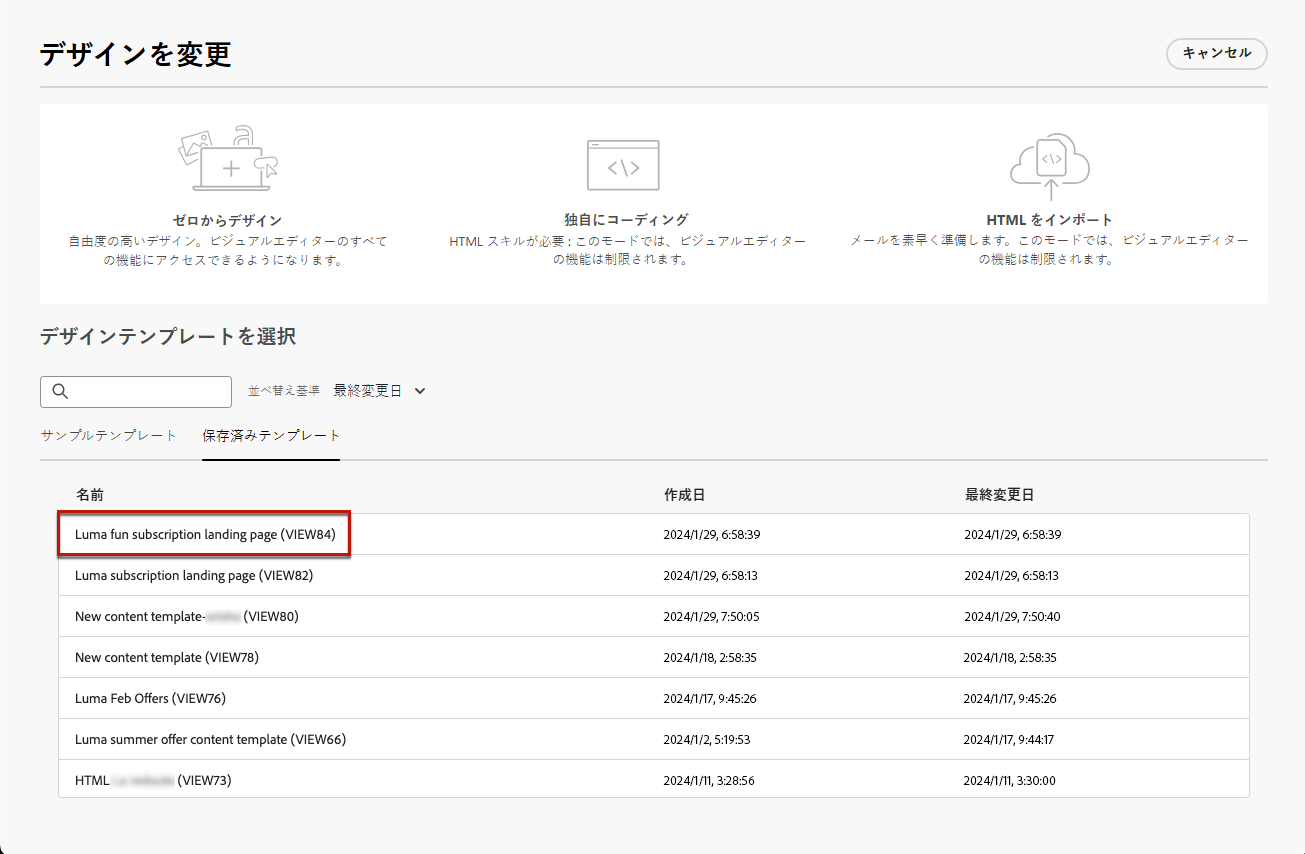 デザインを変更
キャンセル
ゼロからデザイン
自由度の高いデザイン。ビジュアルエディターのすべて
の機能にアクセスできるようになります。
独自にコーディング
HTML スキルが必要 : このモードでは、ビジュアルエディター
の機能は制限されます。
HTML をインポート
メールを素早く準備します。このモードでは、ビジュアルエディター
の機能は制限されます。
デザインテンプレートを選択
並べ替え基準 最終変更日
サンプルテンプレート 保存済みテンプレート
名前 作成日 最終変更日
Luma fun subscription landing page (VIEW84) 2024/1/29, 6:58:39 2024/1/29, 6:58:39
Luma subscription landing page (VIEW82) 2024/1/29, 6:58:13 2024/1/29, 6:58:13
New content template- (VIEW80) 2024/1/29, 7:50:05 2024/1/29, 7:50:40
New content template (VIEW78) 2024/1/18, 2:58:35 2024/1/18, 2:58:35
Luma Feb Offers (VIEW76) 2024/1/17, 9:45:26 2024/1/17, 9:45:26
Luma summer offer content template (VIEW66) 2024/1/2, 5:19:53 2024/1/17, 9:44:17
HTML (VIEW73) 2024/1/11, 3:28:56 2024/1/11, 3:30:00